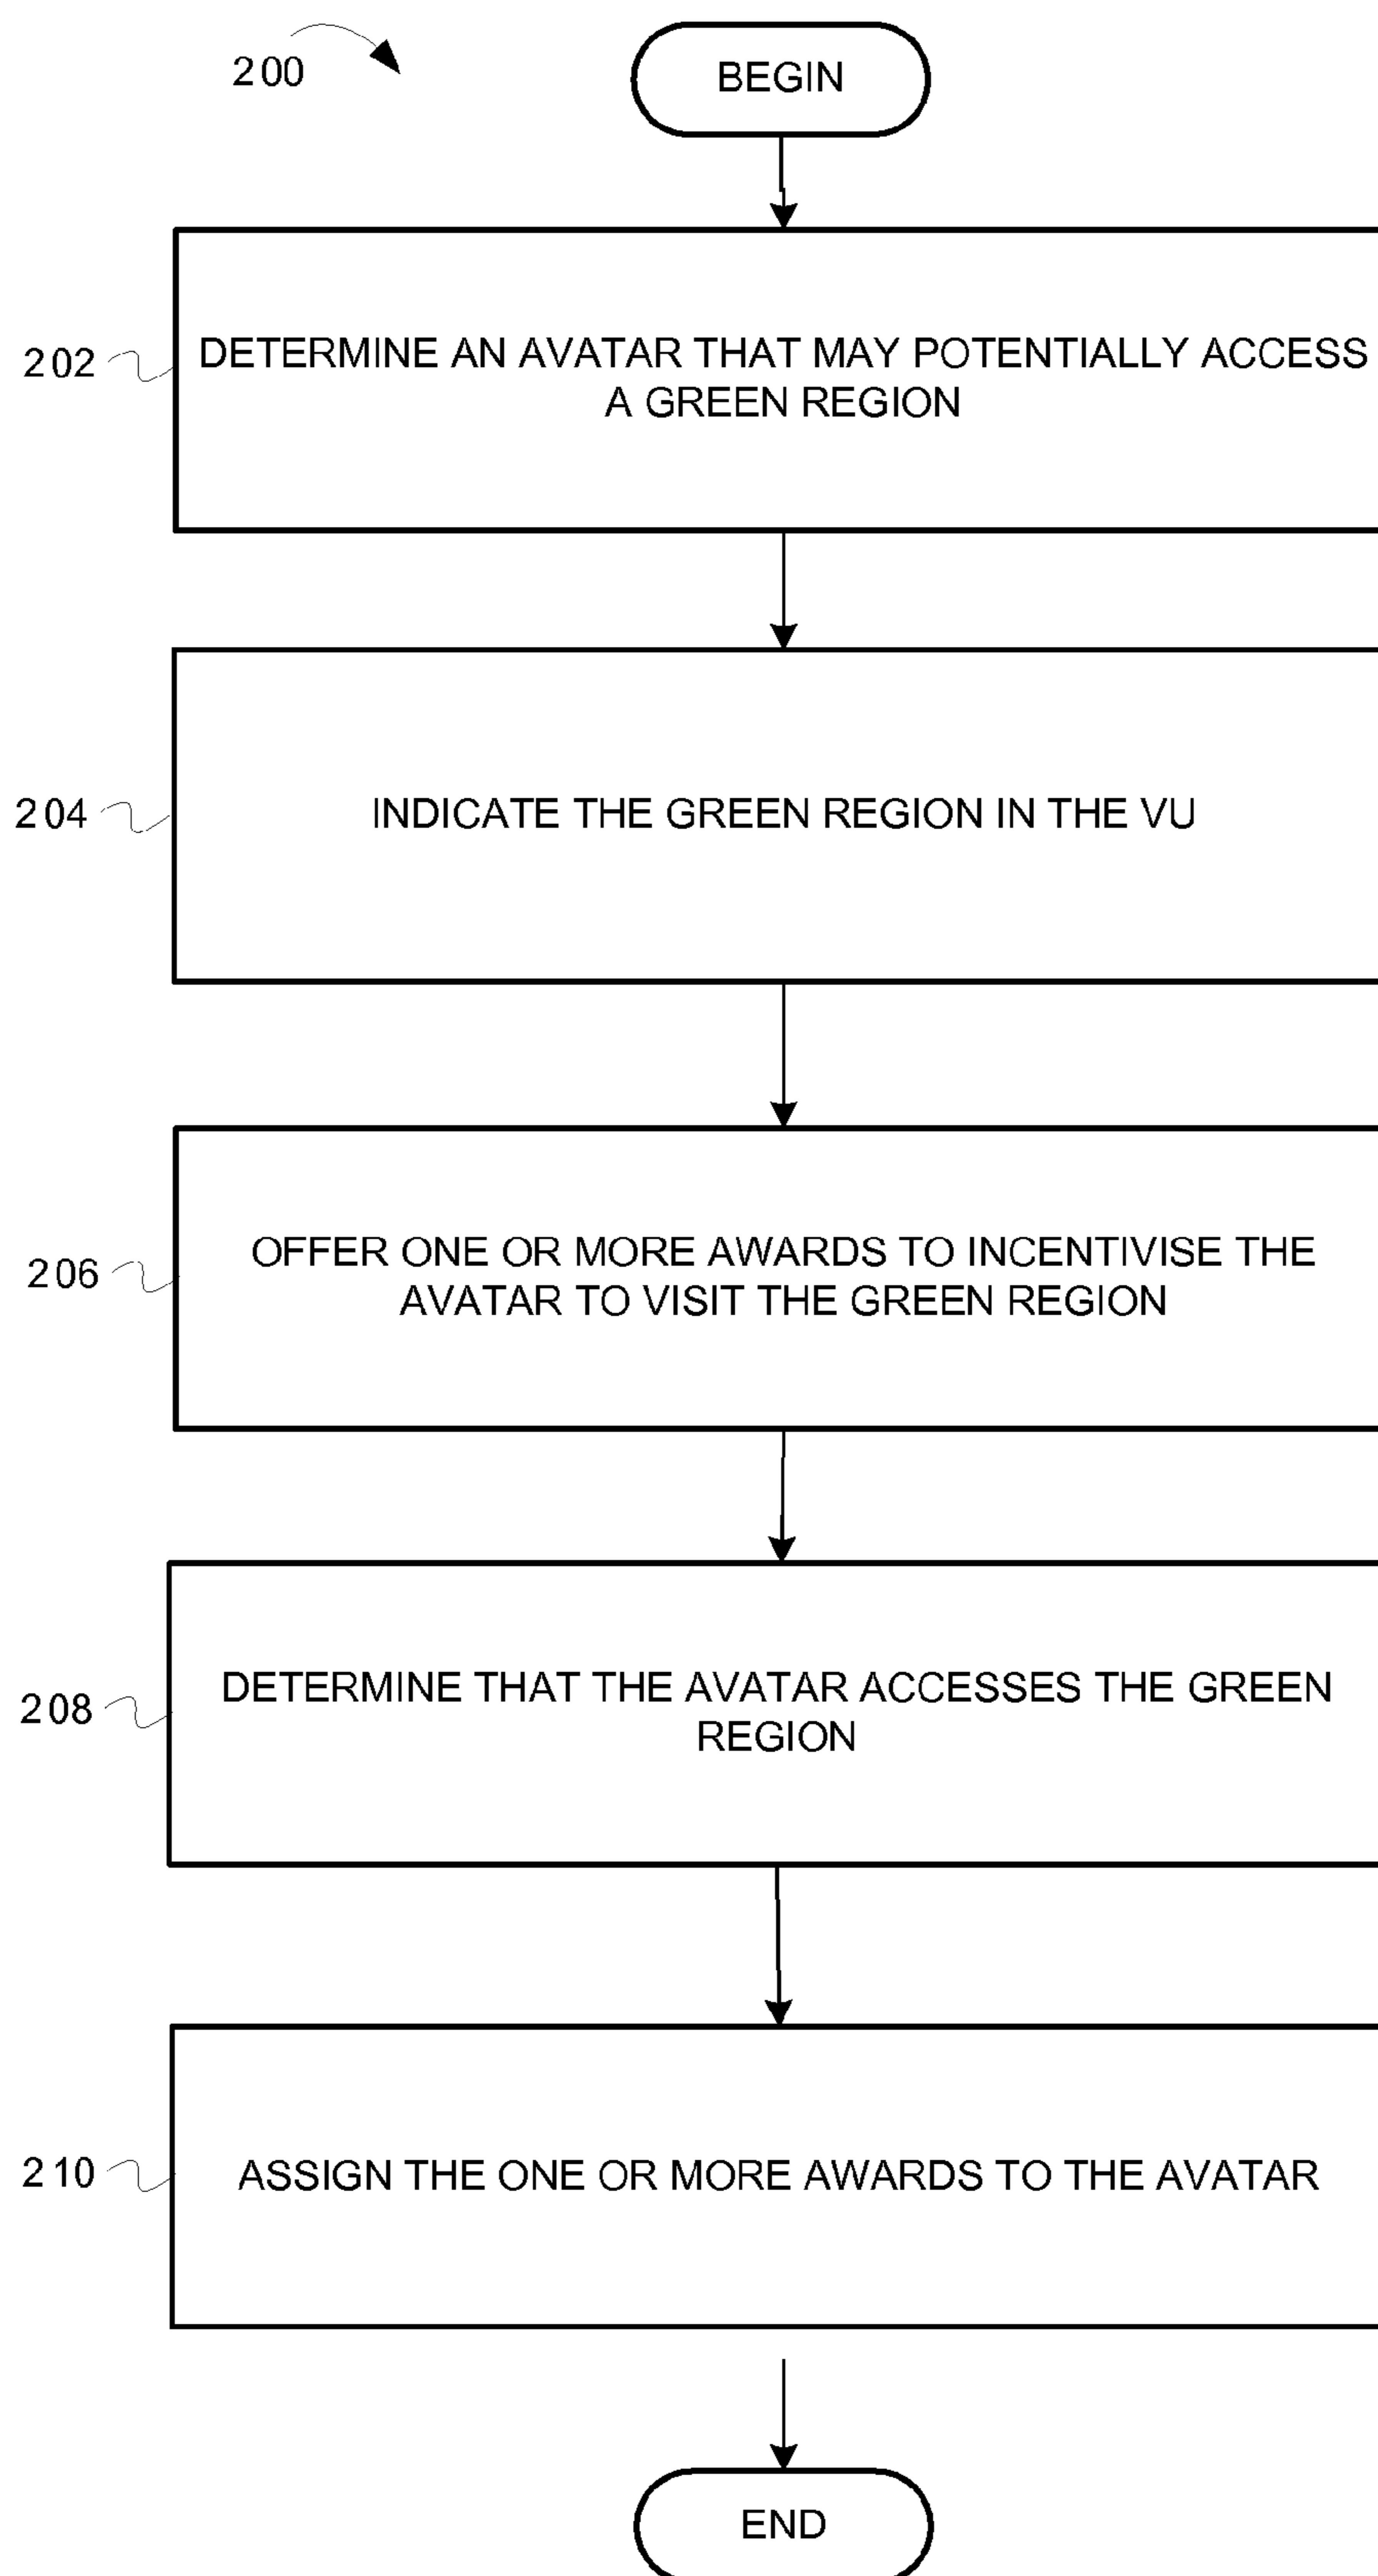 200
BEGIN
202
DETERMINE AN AVATAR THAT MAY POTENTIALLY ACCESS
A GREEN REGION
204
INDICATE THE GREEN REGION IN THE VU
206
OFFER ONE OR MORE AWARDS TO INCENTIVISE THE
AVATAR TO VISIT THE GREEN REGION
208
DETERMINE THAT THE AVATAR ACCESSES THE GREEN
REGION
210
ASSIGN THE ONE OR MORE AWARDS TO THE AVATAR
END